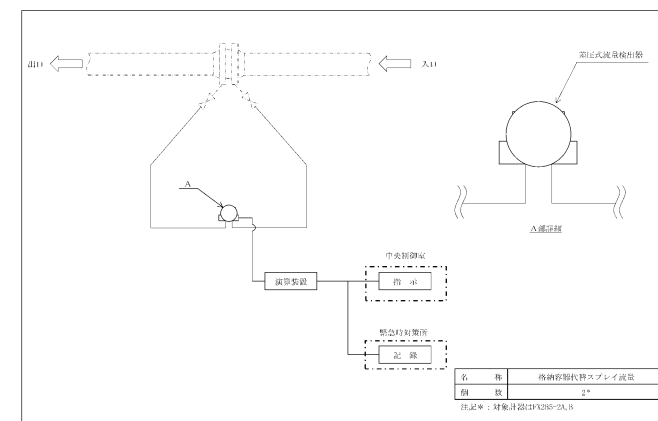 出口
入口
差圧式流量検出器
A
A部詳細
中央制御室
演算装置
指 示
緊急時対策所
記 録
名 称 格納容器代替スプレイ流量
個 数 2*
注記*:対象計器はFX2B5-2A,B